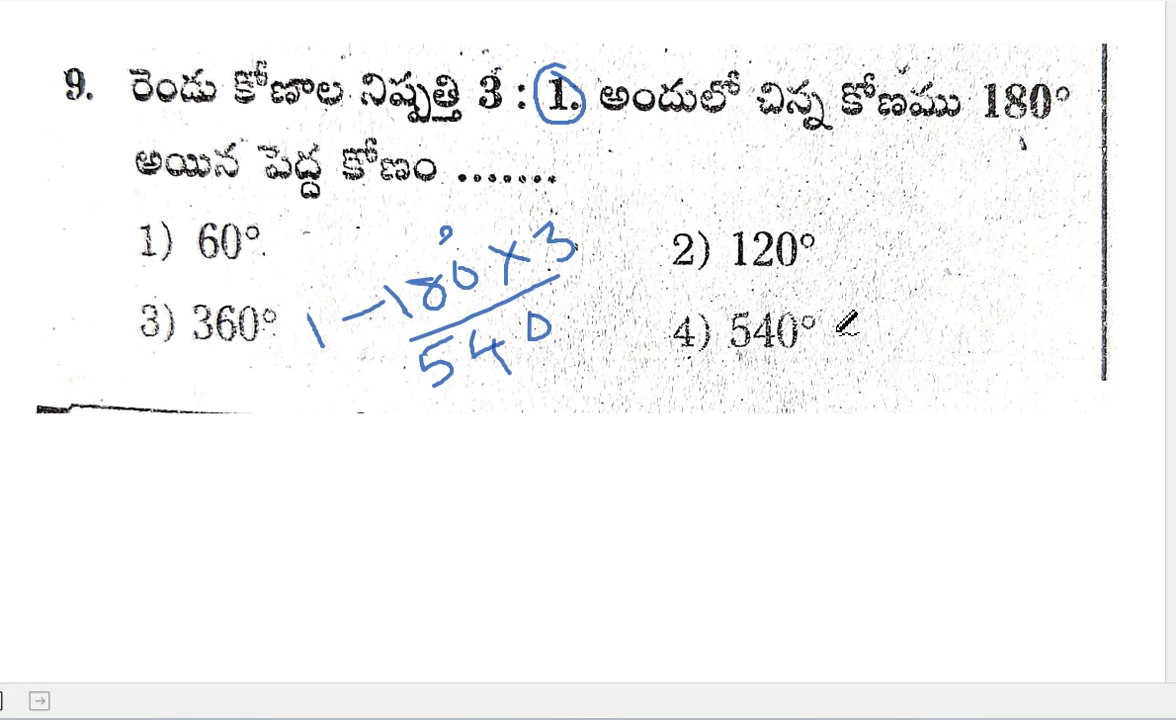 9. రెండు కోణాల నిష్పత్తి 3 : 1. అందులో చిన్న కోణము 180°
అయిన పెద్ద కోణం .......
1) 60°.
2) 120°
3) 360°
4) 540°
1 – 180° × 3
540